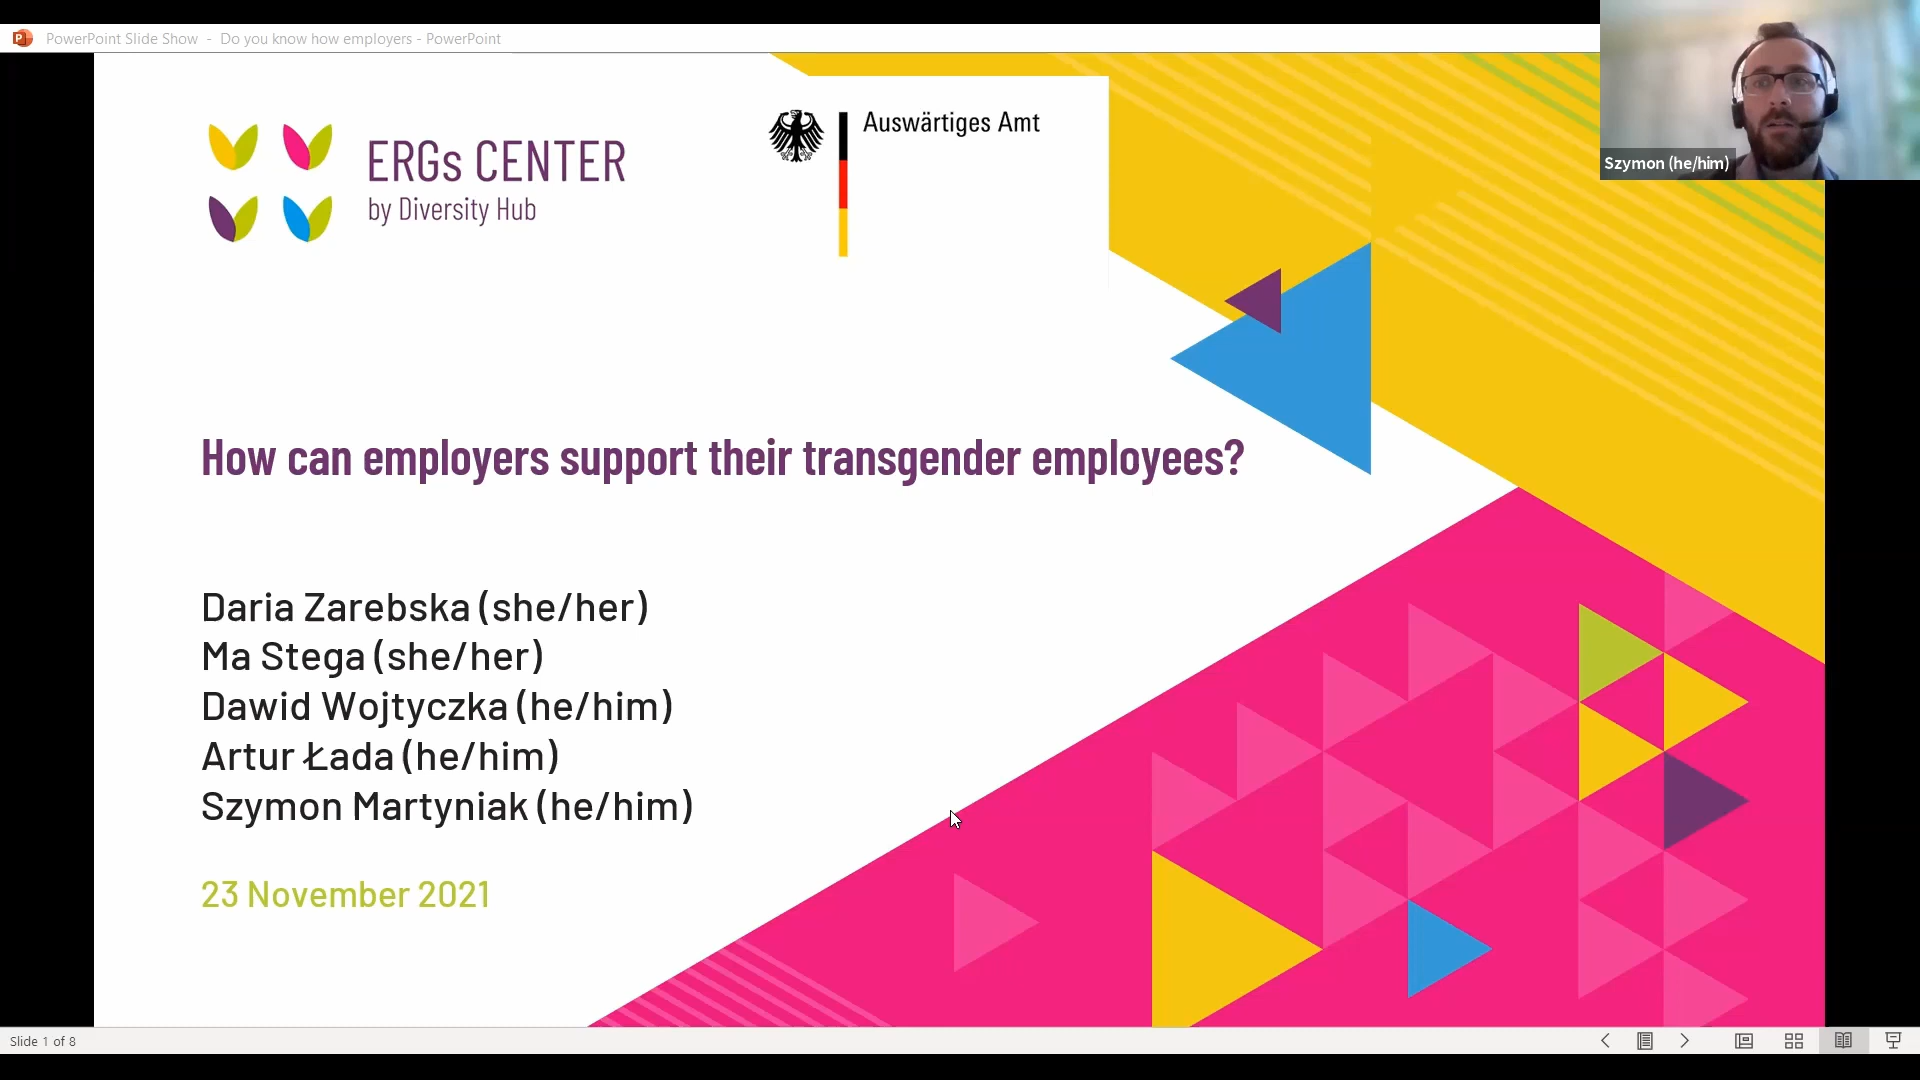 PowerPoint Slide Show - Do you know how employers - PowerPoint
ERGs CENTER
by Diversity Hub
Auswärtiges Amt
Szymon (he/him)
How can employers support their transgender employees?
Daria Zarebska (she/her)
Ma Stega (she/her)
Dawid Wojtyczka (he/him)
Artur Łada (he/him)
Szymon Martyniak (he/him)
23 November 2021
Slide 1 of 8